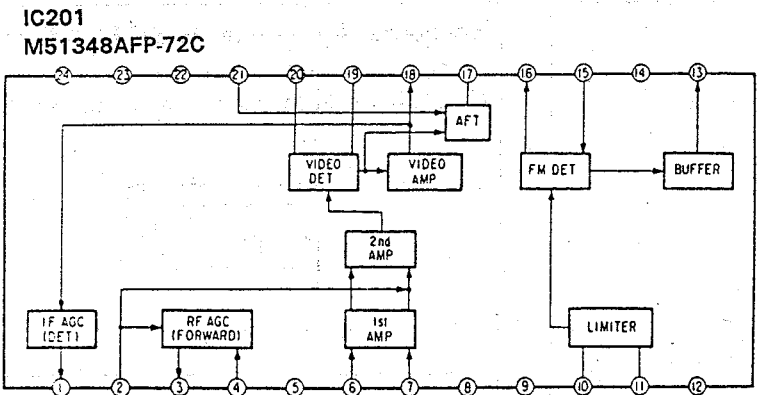 IC201
M51348AFP-72C
24 23 22 21 20 19 18 17 16 15 14 13
AFT
VIDEO
DET
VIDEO
AMP
FM DET
BUFFER
2nd
AMP
IF AGC
(DET)
RF AGC
(FORWARD)
1st
AMP
LIMITER
1 2 3 4 5 6 7 8 9 10 11 12